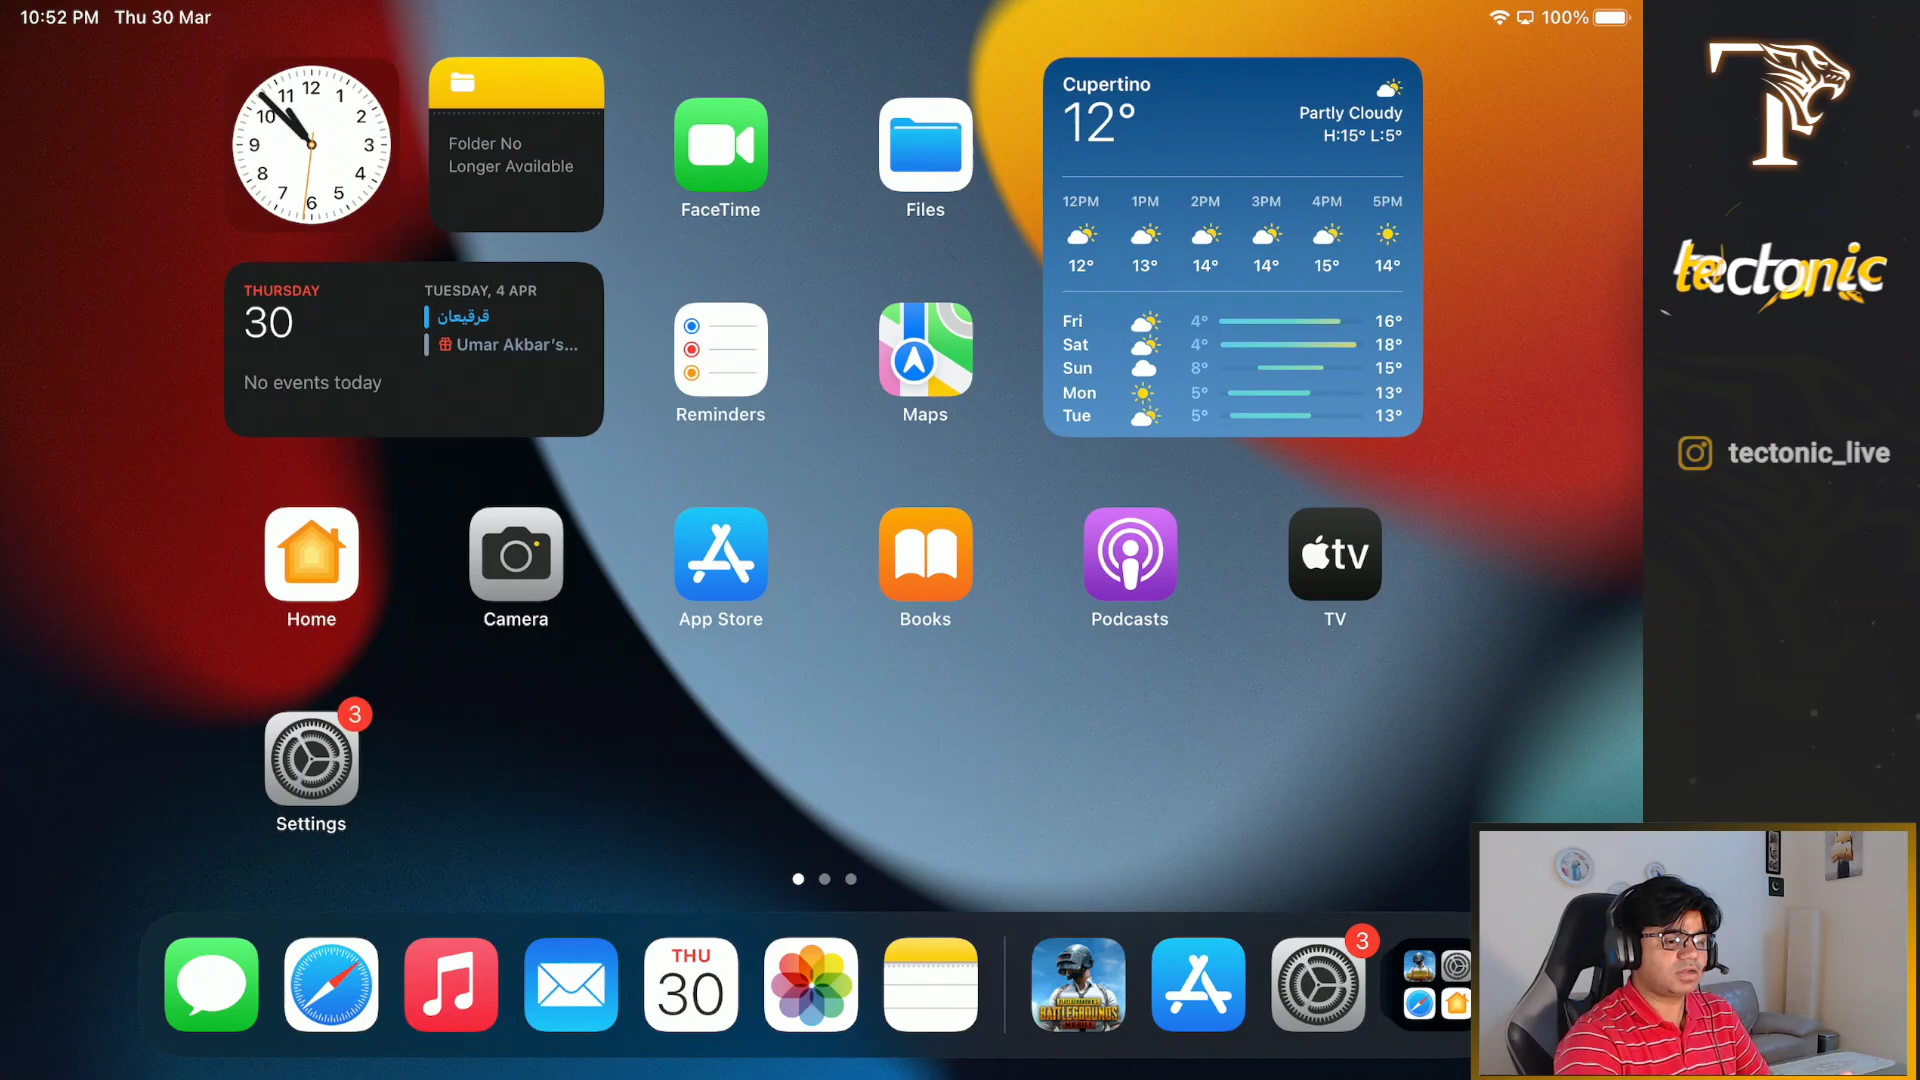 10:52 PM Thu 30 Mar
100%
12
1
2
3
4
5
6
7
8
9
10
11
Folder No
Longer Available
FaceTime
Files
Cupertino
12°
Partly Cloudy
H:15° L:5°
12PM 1PM 2PM 3PM 4PM 5PM
12° 13° 14° 14° 15° 14°
Fri 4° 16°
Sat 4° 18°
Sun 8° 15°
Mon 5° 13°
Tue 5° 13°
THURSDAY
30
No events today
TUESDAY, 4 APR
قرقيعان
Umar Akbar's...
Reminders
Maps
Home
Camera
App Store
Books
Podcasts
tv
TV
3
Settings
THU
30
BATTLEGROUNDS
MOBILE
3
T
tectonic
tectonic_live